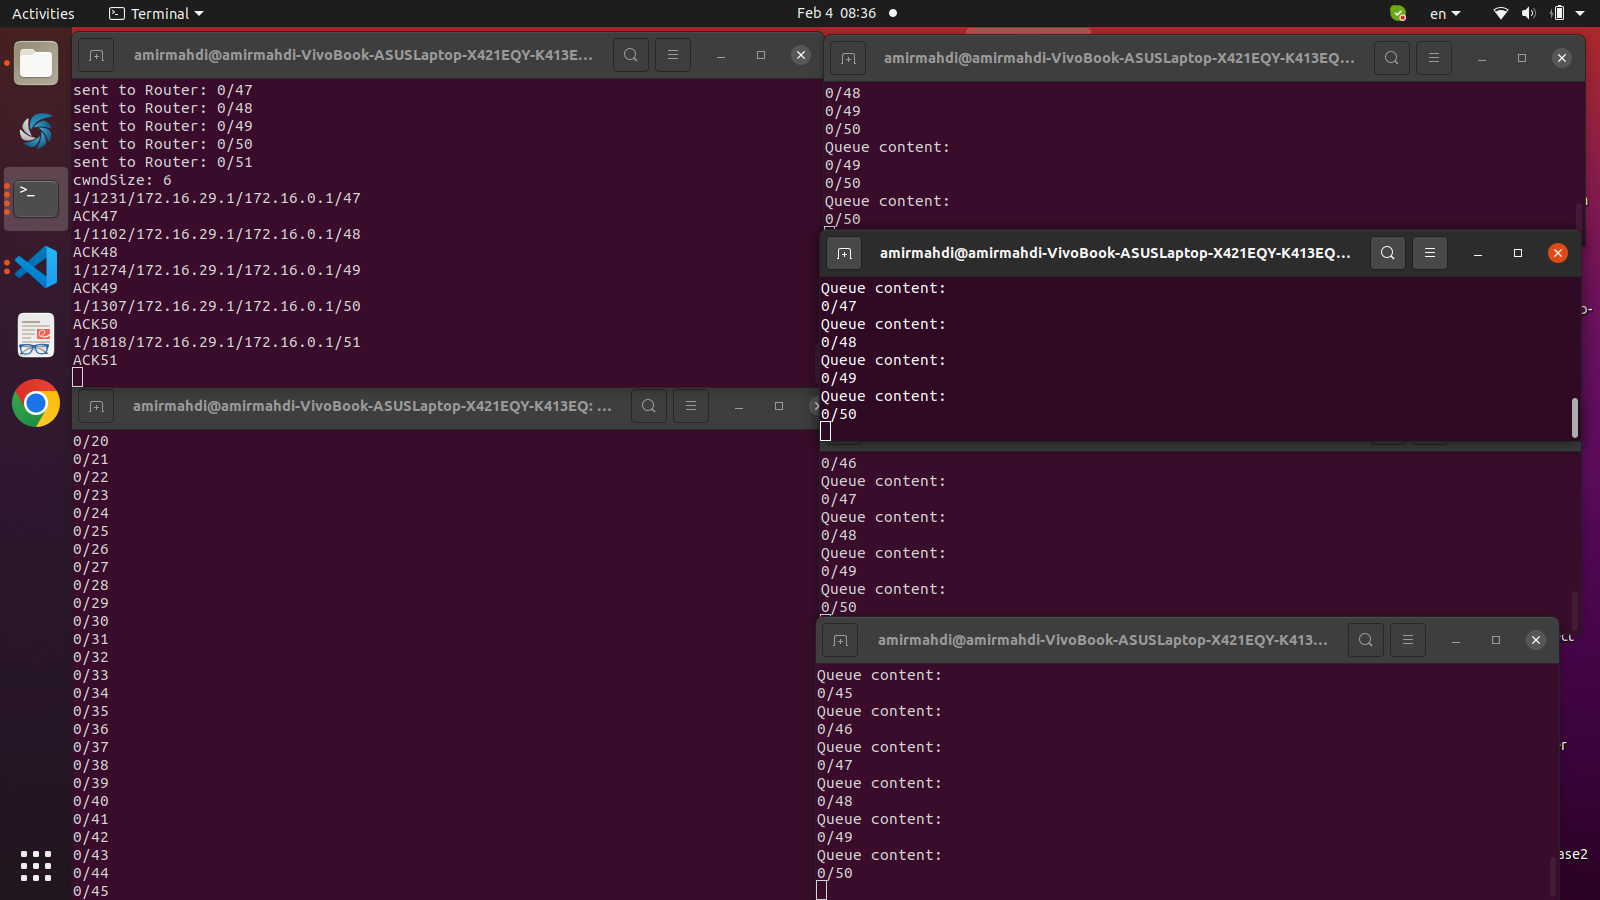 Activities
Terminal
Feb 4 08:36
en
amirmahdi@amirmahdi-VivoBook-ASUSLaptop-X421EQY-K413E...
sent to Router: 0/47
sent to Router: 0/48
sent to Router: 0/49
sent to Router: 0/50
sent to Router: 0/51
cwndSize: 6
1/1231/172.16.29.1/172.16.0.1/47
ACK47
1/1102/172.16.29.1/172.16.0.1/48
ACK48
1/1274/172.16.29.1/172.16.0.1/49
ACK49
1/1307/172.16.29.1/172.16.0.1/50
ACK50
1/1818/172.16.29.1/172.16.0.1/51
ACK51
amirmahdi@amirmahdi-VivoBook-ASUSLaptop-X421EQY-K413EQ: ...
0/20
0/21
0/22
0/23
0/24
0/25
0/26
0/27
0/28
0/29
0/30
0/31
0/32
0/33
0/34
0/35
0/36
0/37
0/38
0/39
0/40
0/41
0/42
0/43
0/44
0/45
amirmahdi@amirmahdi-VivoBook-ASUSLaptop-X421EQY-K413EQ...
0/48
0/49
0/50
Queue content:
0/49
0/50
Queue content:
0/50
amirmahdi@amirmahdi-VivoBook-ASUSLaptop-X421EQY-K413EQ...
Queue content:
0/47
Queue content:
0/48
Queue content:
0/49
Queue content:
0/50
0/46
Queue content:
0/47
Queue content:
0/48
Queue content:
0/49
Queue content:
0/50
amirmahdi@amirmahdi-VivoBook-ASUSLaptop-X421EQY-K413...
Queue content:
0/45
Queue content:
0/46
Queue content:
0/47
Queue content:
0/48
Queue content:
0/49
Queue content:
0/50
ase2